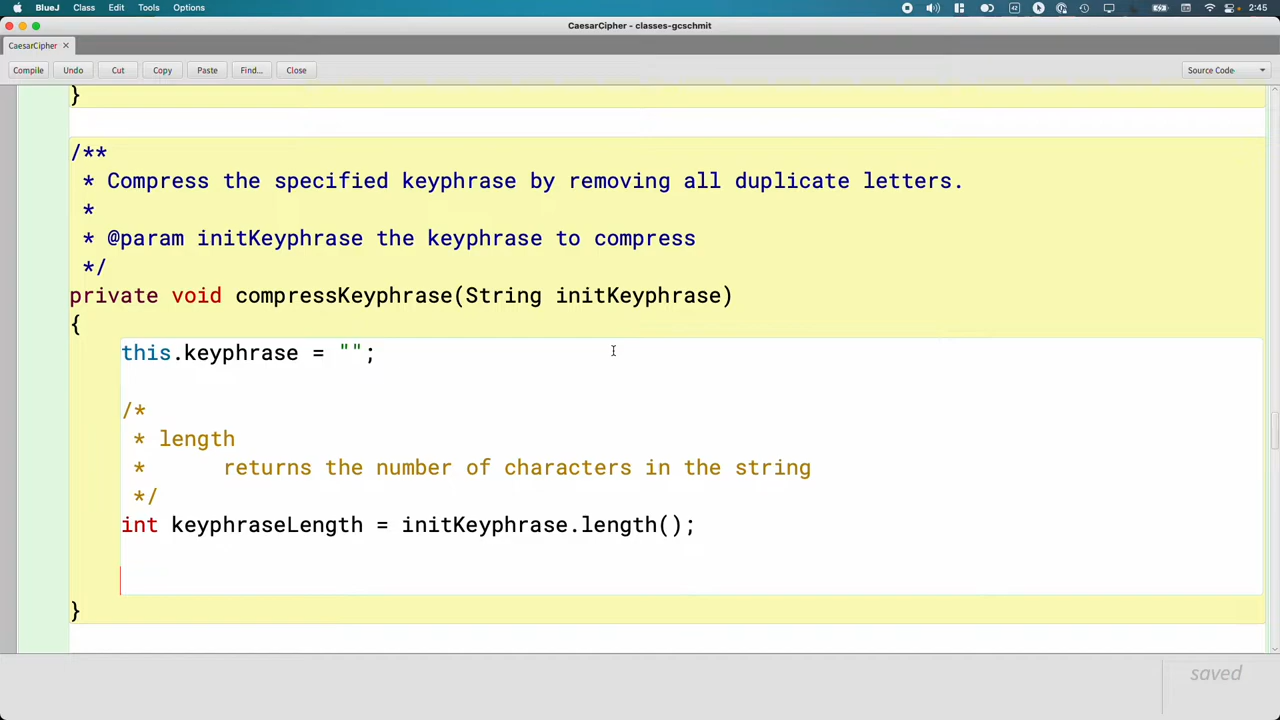 BlueJ Class Edit Tools Options 2:45
CaesarCipher - classes-gcschmit
CaesarCipher
Compile Undo Cut Copy Paste Find... Close Source Code
}
/**
* Compress the specified keyphrase by removing all duplicate letters.
*
* @param initKeyphrase the keyphrase to compress
*/
private void compressKeyphrase(String initKeyphrase)
{
this.keyphrase = "";
/*
* length
* returns the number of characters in the string
*/
int keyphraseLength = initKeyphrase.length();
}
saved